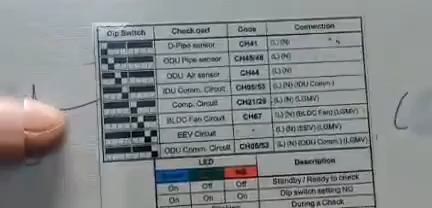 Dip Switch Check and Code Connection
D-Pipe sensor CH41 (L) (N)
ODU Pipe sensor CH45/48 (L) (N)
ODU Air sensor CH44 (L) (N)
IDU Comm. Circuit CH05/53 (L) (N) (IDU Comm.)
Comp. Circuit CH21/29 (L) (N) (LGMV)
BLDC Fan Circuit CH67 (L) (N) (BLDC Fan) (LGMV)
EEV Circuit - (L) (N) (EEV) (LGMV)
ODU Comm. Circuit CH05/53 (L) (N) (ODU Comm.) (LGMV)
LED Description
On Off Off Standby / Ready to check
On On On Dip switch setting NG
During a Check